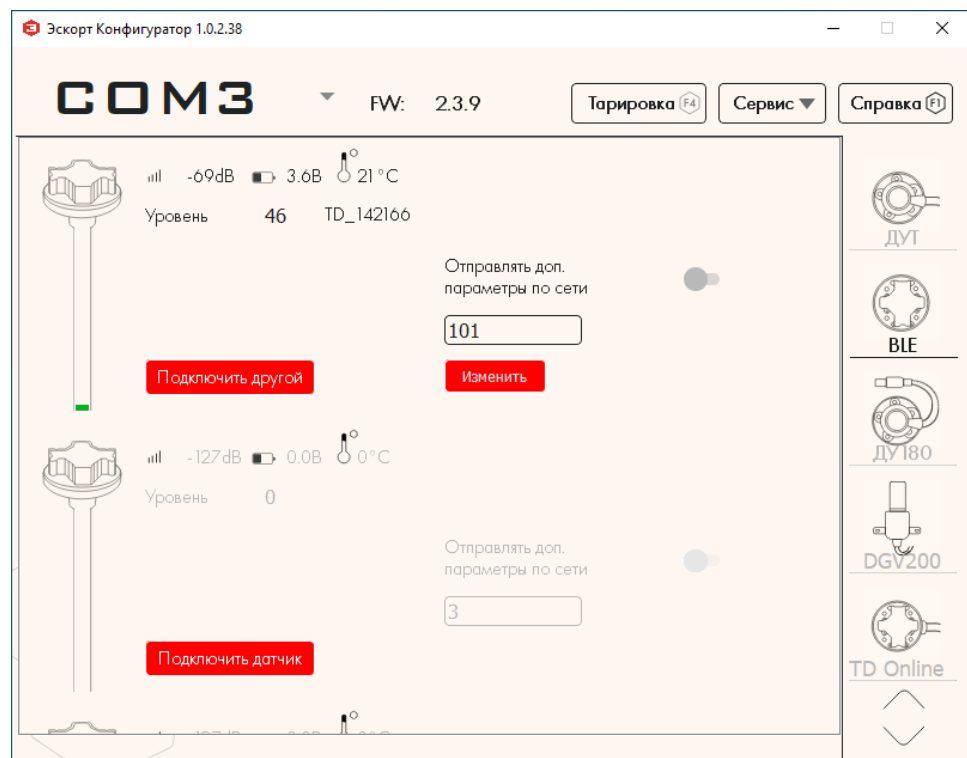 Эскорт Конфигуратор 1.0.2.38
COM3 FW: 2.3.9 Тарировка F4 Сервис Справка F1
-69dB 3.6В 21°C
Уровень 46 TD_142166
Отправлять доп.
параметры по сети
101
Подключить другой Изменить
-127dB 0.0В 0°C
Уровень 0
Отправлять доп.
параметры по сети
3
Подключить датчик
ДУТ
BLE
ДУ180
DGV200
TD Online